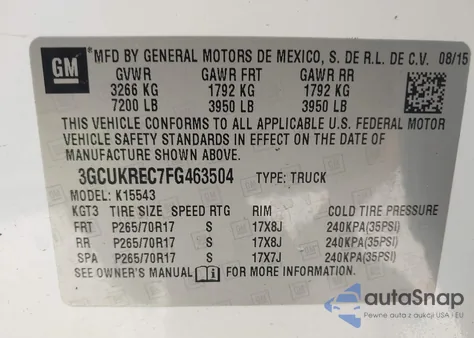 GM MFD BY GENERAL MOTORS DE MEXICO, S. DE R.L. DE C.V. 08/15
GVWR GAWR FRT GAWR RR
3266 KG 1792 KG 1792 KG
7200 LB 3950 LB 3950 LB
THIS VEHICLE CONFORMS TO ALL APPLICABLE U.S. FEDERAL MOTOR
VEHICLE SAFETY STANDARDS IN EFFECT ON THE DATE OF
MANUFACTURE SHOWN ABOVE.
3GCUKREC7FG463504 TYPE: TRUCK
MODEL: K15543
KGT3 TIRE SIZE SPEED RTG RIM COLD TIRE PRESSURE
FRT P265/70R17 S 17X8J 240KPA(35PSI)
RR P265/70R17 S 17X8J 240KPA(35PSI)
SPA P265/70R17 S 17X7J 240KPA(35PSI)
SEE OWNER'S MANUAL FOR MORE INFORMATION.
autoSnap
Pewne auta z aukcji USA i EU